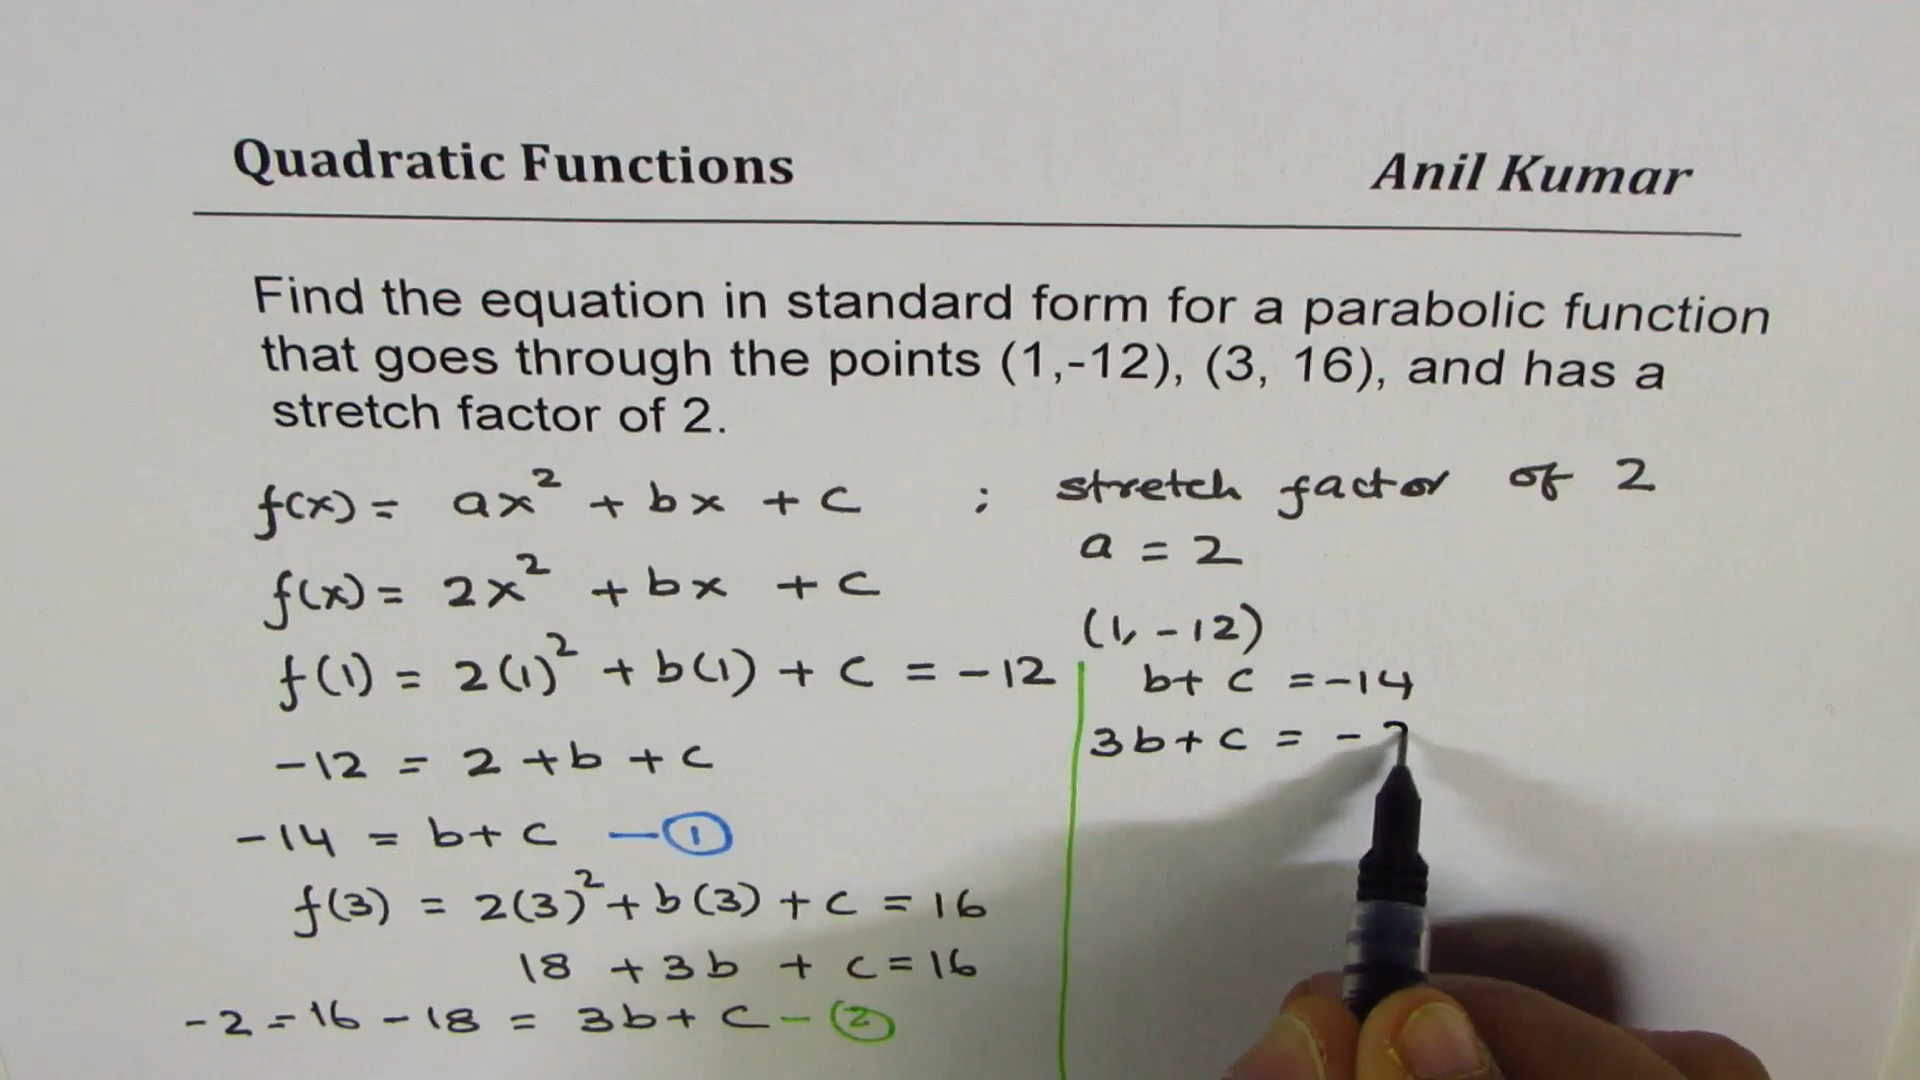 Quadratic Functions Anil Kumar
Find the equation in standard form for a parabolic function
that goes through the points (1,-12), (3, 16), and has a
stretch factor of 2.
f(x) = ax² + bx + c ; stretch factor of 2
a = 2
f(x) = 2x² + bx + c
(1, -12)
f(1) = 2(1)² + b(1) + c = -12
-12 = 2 + b + c
-14 = b + c — ①
f(3) = 2(3)² + b(3) + c = 16
18 + 3b + c = 16
-2 = 16 - 18 = 3b + c - ②
b + c = -14
3b + c = -